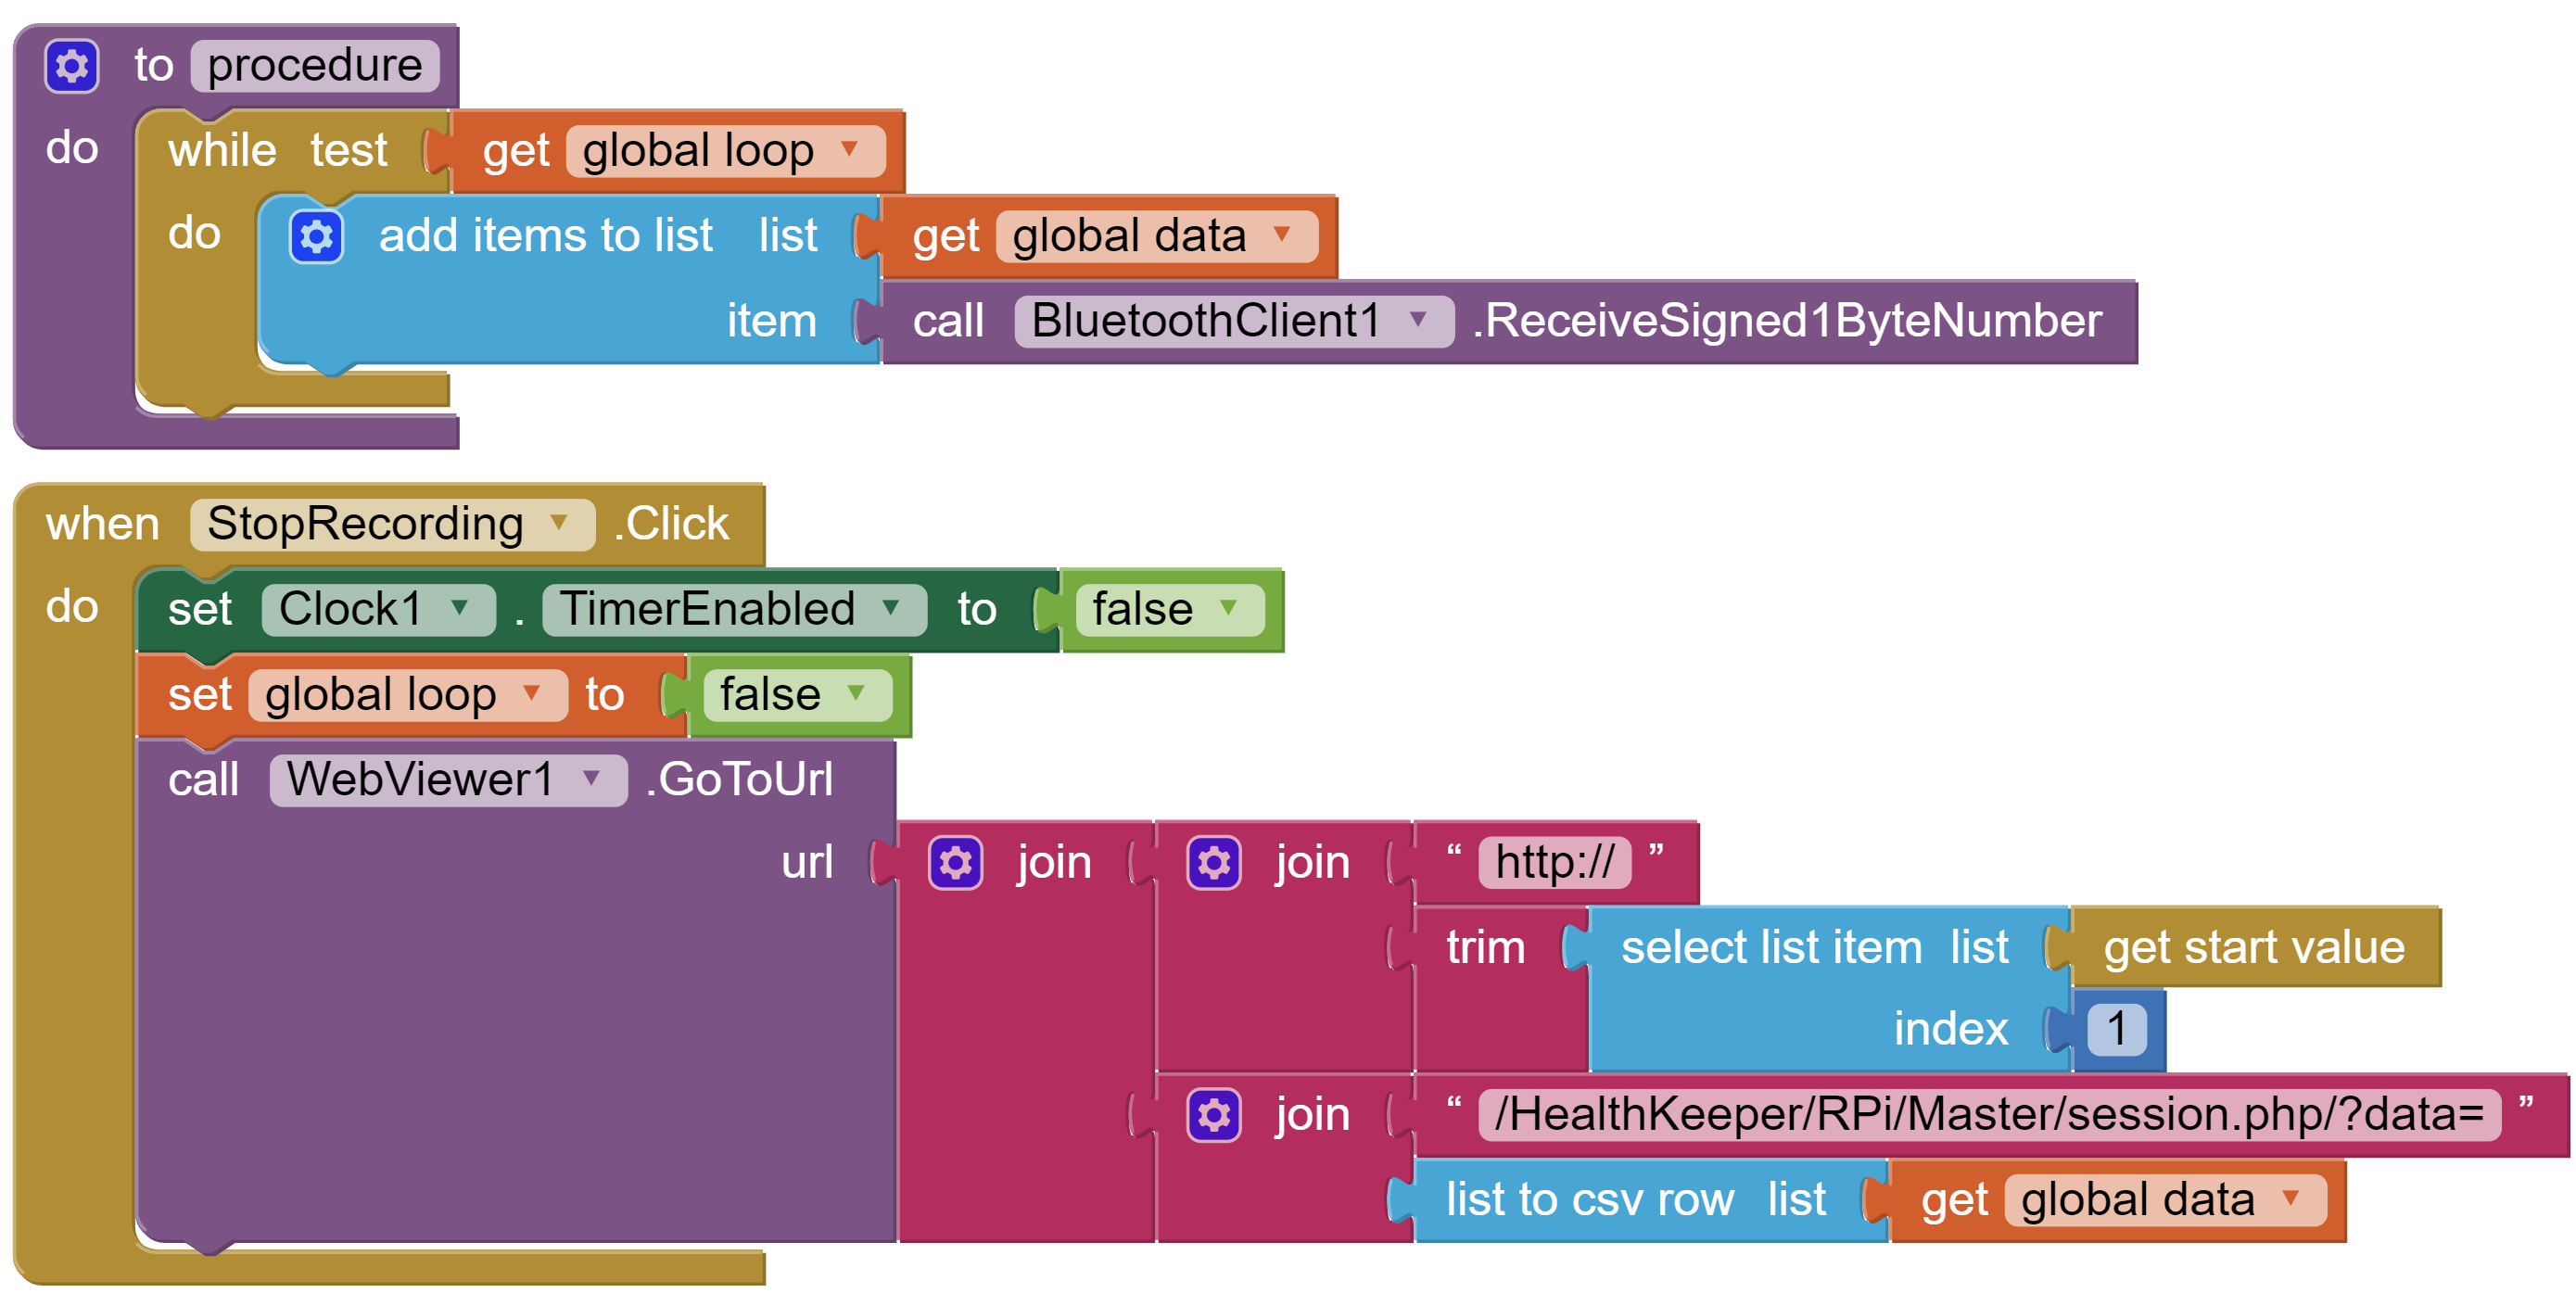 to procedure
do while test get global loop
do add items to list list get global data
item call BluetoothClient1 .ReceiveSigned1ByteNumber
when StopRecording .Click
do set Clock1 . TimerEnabled to false
set global loop to false
call WebViewer1 .GoToUrl
url join join “ http:// ”
trim select list item list get start value
index 1
join “ /HealthKeeper/RPi/Master/session.php/?data= ”
list to csv row list get global data